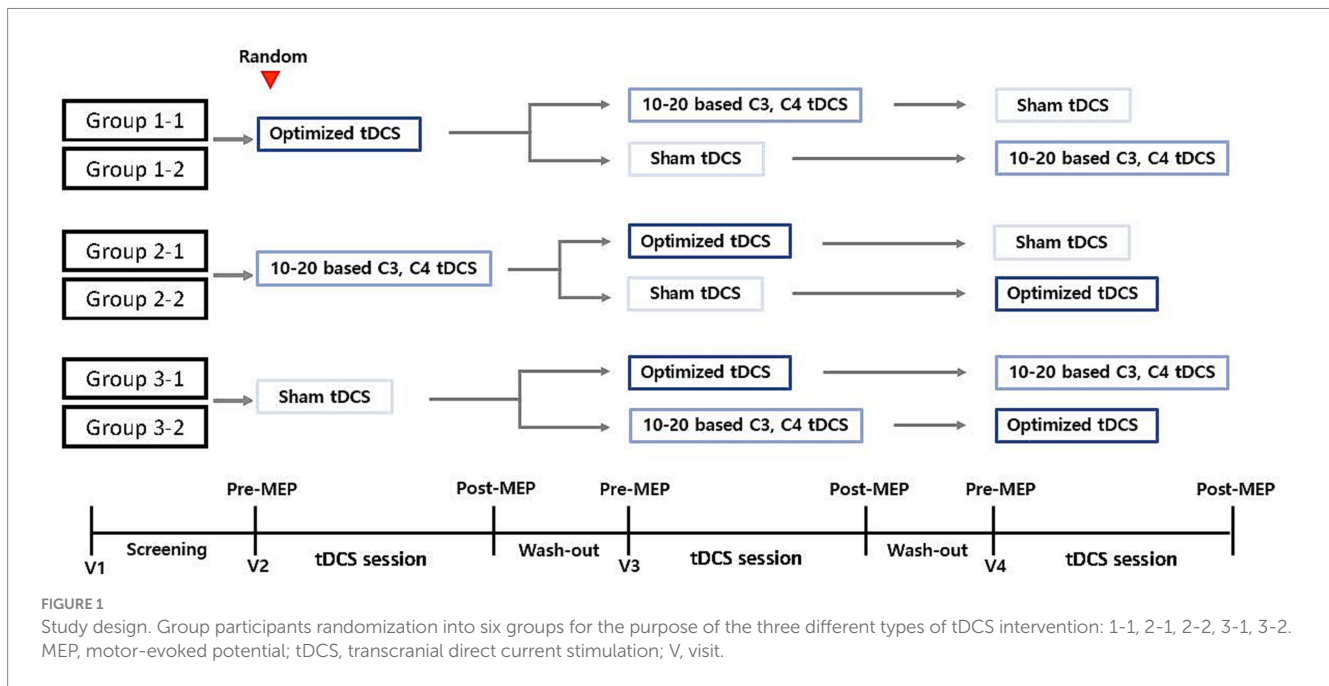 Random
Group 1-1
Group 1-2
Optimized tDCS
10-20 based C3, C4 tDCS
Sham tDCS
Sham tDCS
10-20 based C3, C4 tDCS
Group 2-1
Group 2-2
10-20 based C3, C4 tDCS
Optimized tDCS
Sham tDCS
Sham tDCS
Optimized tDCS
Group 3-1
Group 3-2
Sham tDCS
Optimized tDCS
10-20 based C3, C4 tDCS
10-20 based C3, C4 tDCS
Optimized tDCS
Pre-MEP Post-MEP Pre-MEP Post-MEP Pre-MEP Post-MEP
Screening tDCS session Wash-out tDCS session Wash-out tDCS session
V1 V2 V3 V4
FIGURE 1
Study design. Group participants randomization into six groups for the purpose of the three different types of tDCS intervention: 1-1, 2-1, 2-2, 3-1, 3-2.
MEP, motor-evoked potential; tDCS, transcranial direct current stimulation; V, visit.